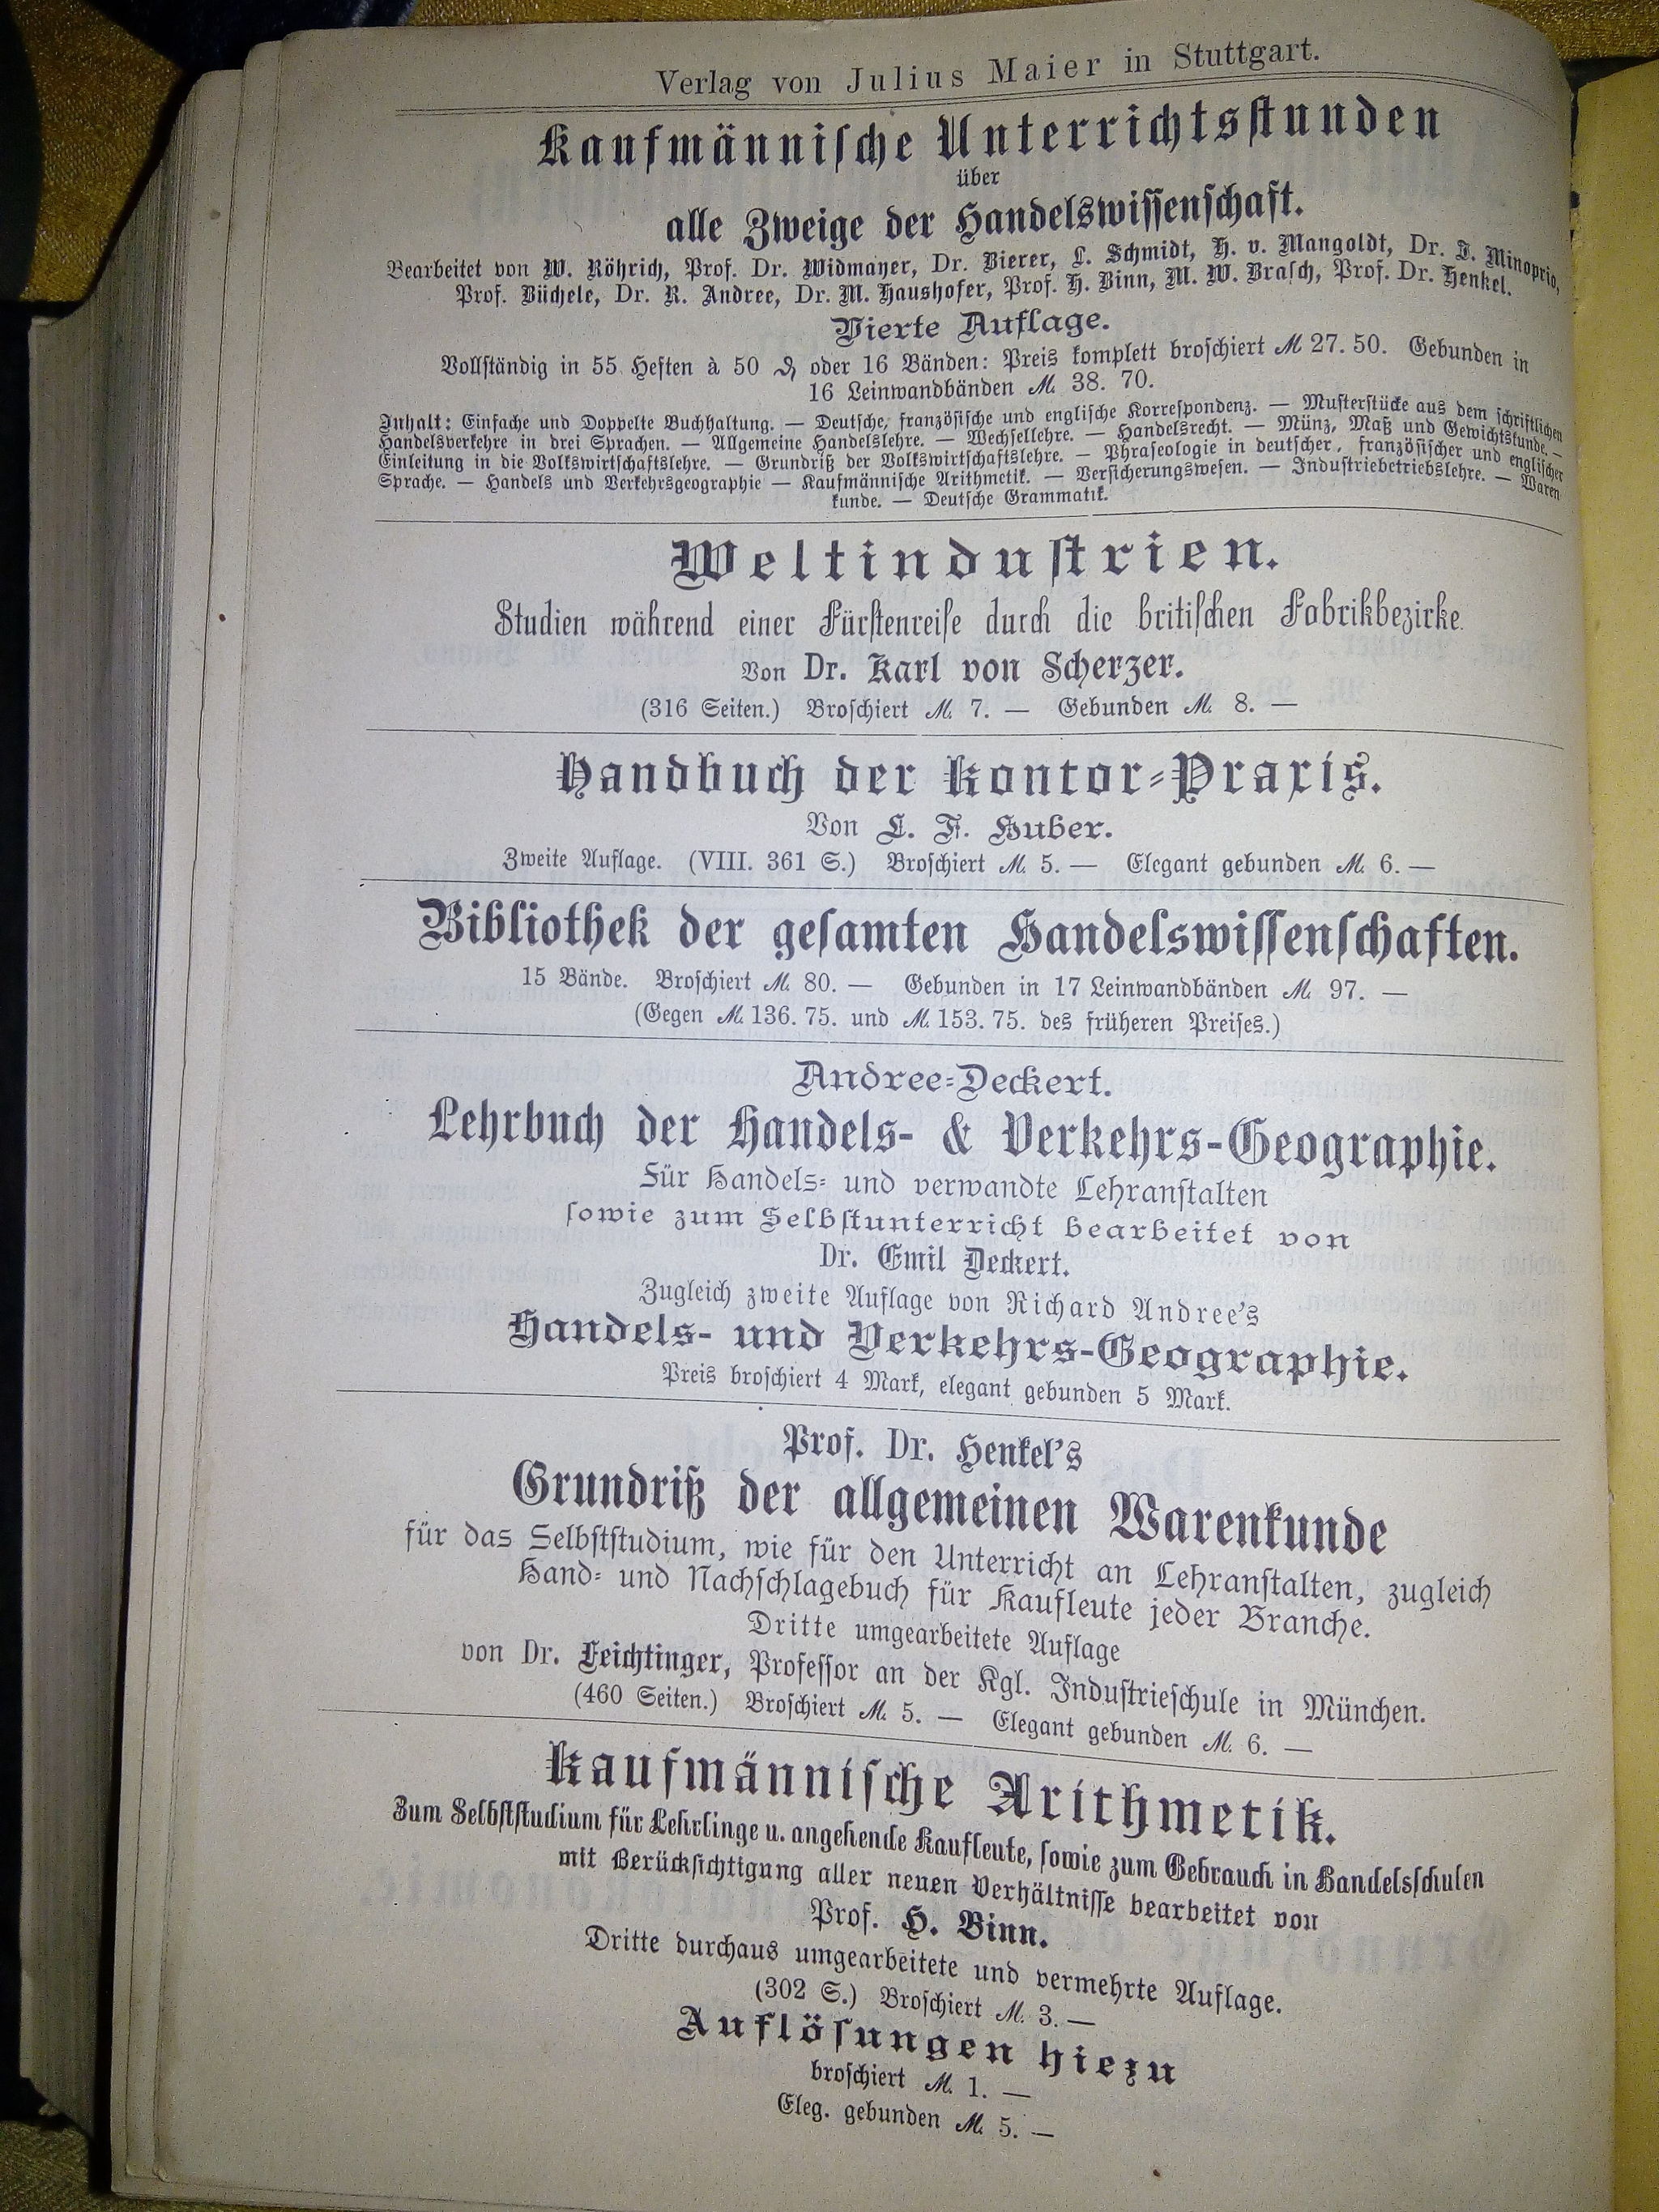 Verlag von Julius Maier in Stuttgart.
Kaufmännische Unterrichtsstunden
über
alle Zweige der Handelswissenschaft.
Bearbeitet von W. Röhrich, Prof. Dr. Widmayer, Dr. Bierer, L. Schmidt, H. v. Mangoldt, Dr. J. Minoprio,
Prof. Büchele, Dr. R. Andree, Dr. M. Haushofer, Prof. H. Binn, M. W. Brasch, Prof. Dr. Henkel.
Vierte Auflage.
Vollständig in 55 Heften à 50 ₰ oder 16 Bänden: Preis komplett broschiert M 27. 50. Gebunden in
16 Leinwandbänden M. 38. 70.
Inhalt: Einfache und Doppelte Buchhaltung. — Deutsche, französische und englische Korrespondenz. — Musterstücke aus dem schriftlichen
Handelsverkehre in drei Sprachen. — Allgemeine Handelslehre. — Wechsellehre. — Handelsrecht. — Münz, Maß und Gewichtskunde. —
Einleitung in die Volkswirtschaftslehre. — Grundriß der Volkswirtschaftslehre. — Phraseologie in deutscher, französischer und englischer
Sprache. — Handels und Verkehrsgeographie — Kaufmännische Arithmetik. — Versicherungswesen. — Industriebetriebslehre. — Waren
kunde. — Deutsche Grammatik.
Weltindustrien.
Studien während einer Fürstenreise durch die britischen Fabrikbezirke.
Von Dr. Karl von Scherzer.
(316 Seiten.) Broschiert M. 7. — Gebunden M. 8. —
Handbuch der Kontor-Praxis.
Von L. F. Huber.
Zweite Auflage. (VIII. 361 S.) Broschiert M. 5. — Elegant gebunden M. 6. —
Bibliothek der gesamten Handelswissenschaften.
15 Bände. Broschiert M. 80. — Gebunden in 17 Leinwandbänden M. 97. —
(Gegen M. 136. 75. und M. 153. 75. des früheren Preises.)
Andree-Deckert.
Lehrbuch der Handels- & Verkehrs-Geographie.
Für Handels- und verwandte Lehranstalten
sowie zum Selbstunterricht bearbeitet von
Dr. Emil Deckert.
Zugleich zweite Auflage von Richard Andree's
Handels- und Verkehrs-Geographie.
Preis broschiert 4 Mark, elegant gebunden 5 Mark.
Prof. Dr. Henkel's
Grundriß der allgemeinen Warenkunde
für das Selbststudium, wie für den Unterricht an Lehranstalten, zugleich
Hand- und Nachschlagebuch für Kaufleute jeder Branche.
Dritte umgearbeitete Auflage
von Dr. Feichtinger, Professor an der Kgl. Industrieschule in München.
(460 Seiten.) Broschiert M. 5. — Elegant gebunden M. 6. —
Kaufmännische Arithmetik.
Zum Selbststudium für Lehrlinge u. angehende Kaufleute, sowie zum Gebrauch in Handelsschulen
mit Berücksichtigung aller neuen Verhältnisse bearbeitet von
Prof. H. Binn.
Dritte durchaus umgearbeitete und vermehrte Auflage.
(302 S.) Broschiert M. 3. —
Auflösungen hiezu
broschiert M. 1. —
Eleg. gebunden M. 5. —